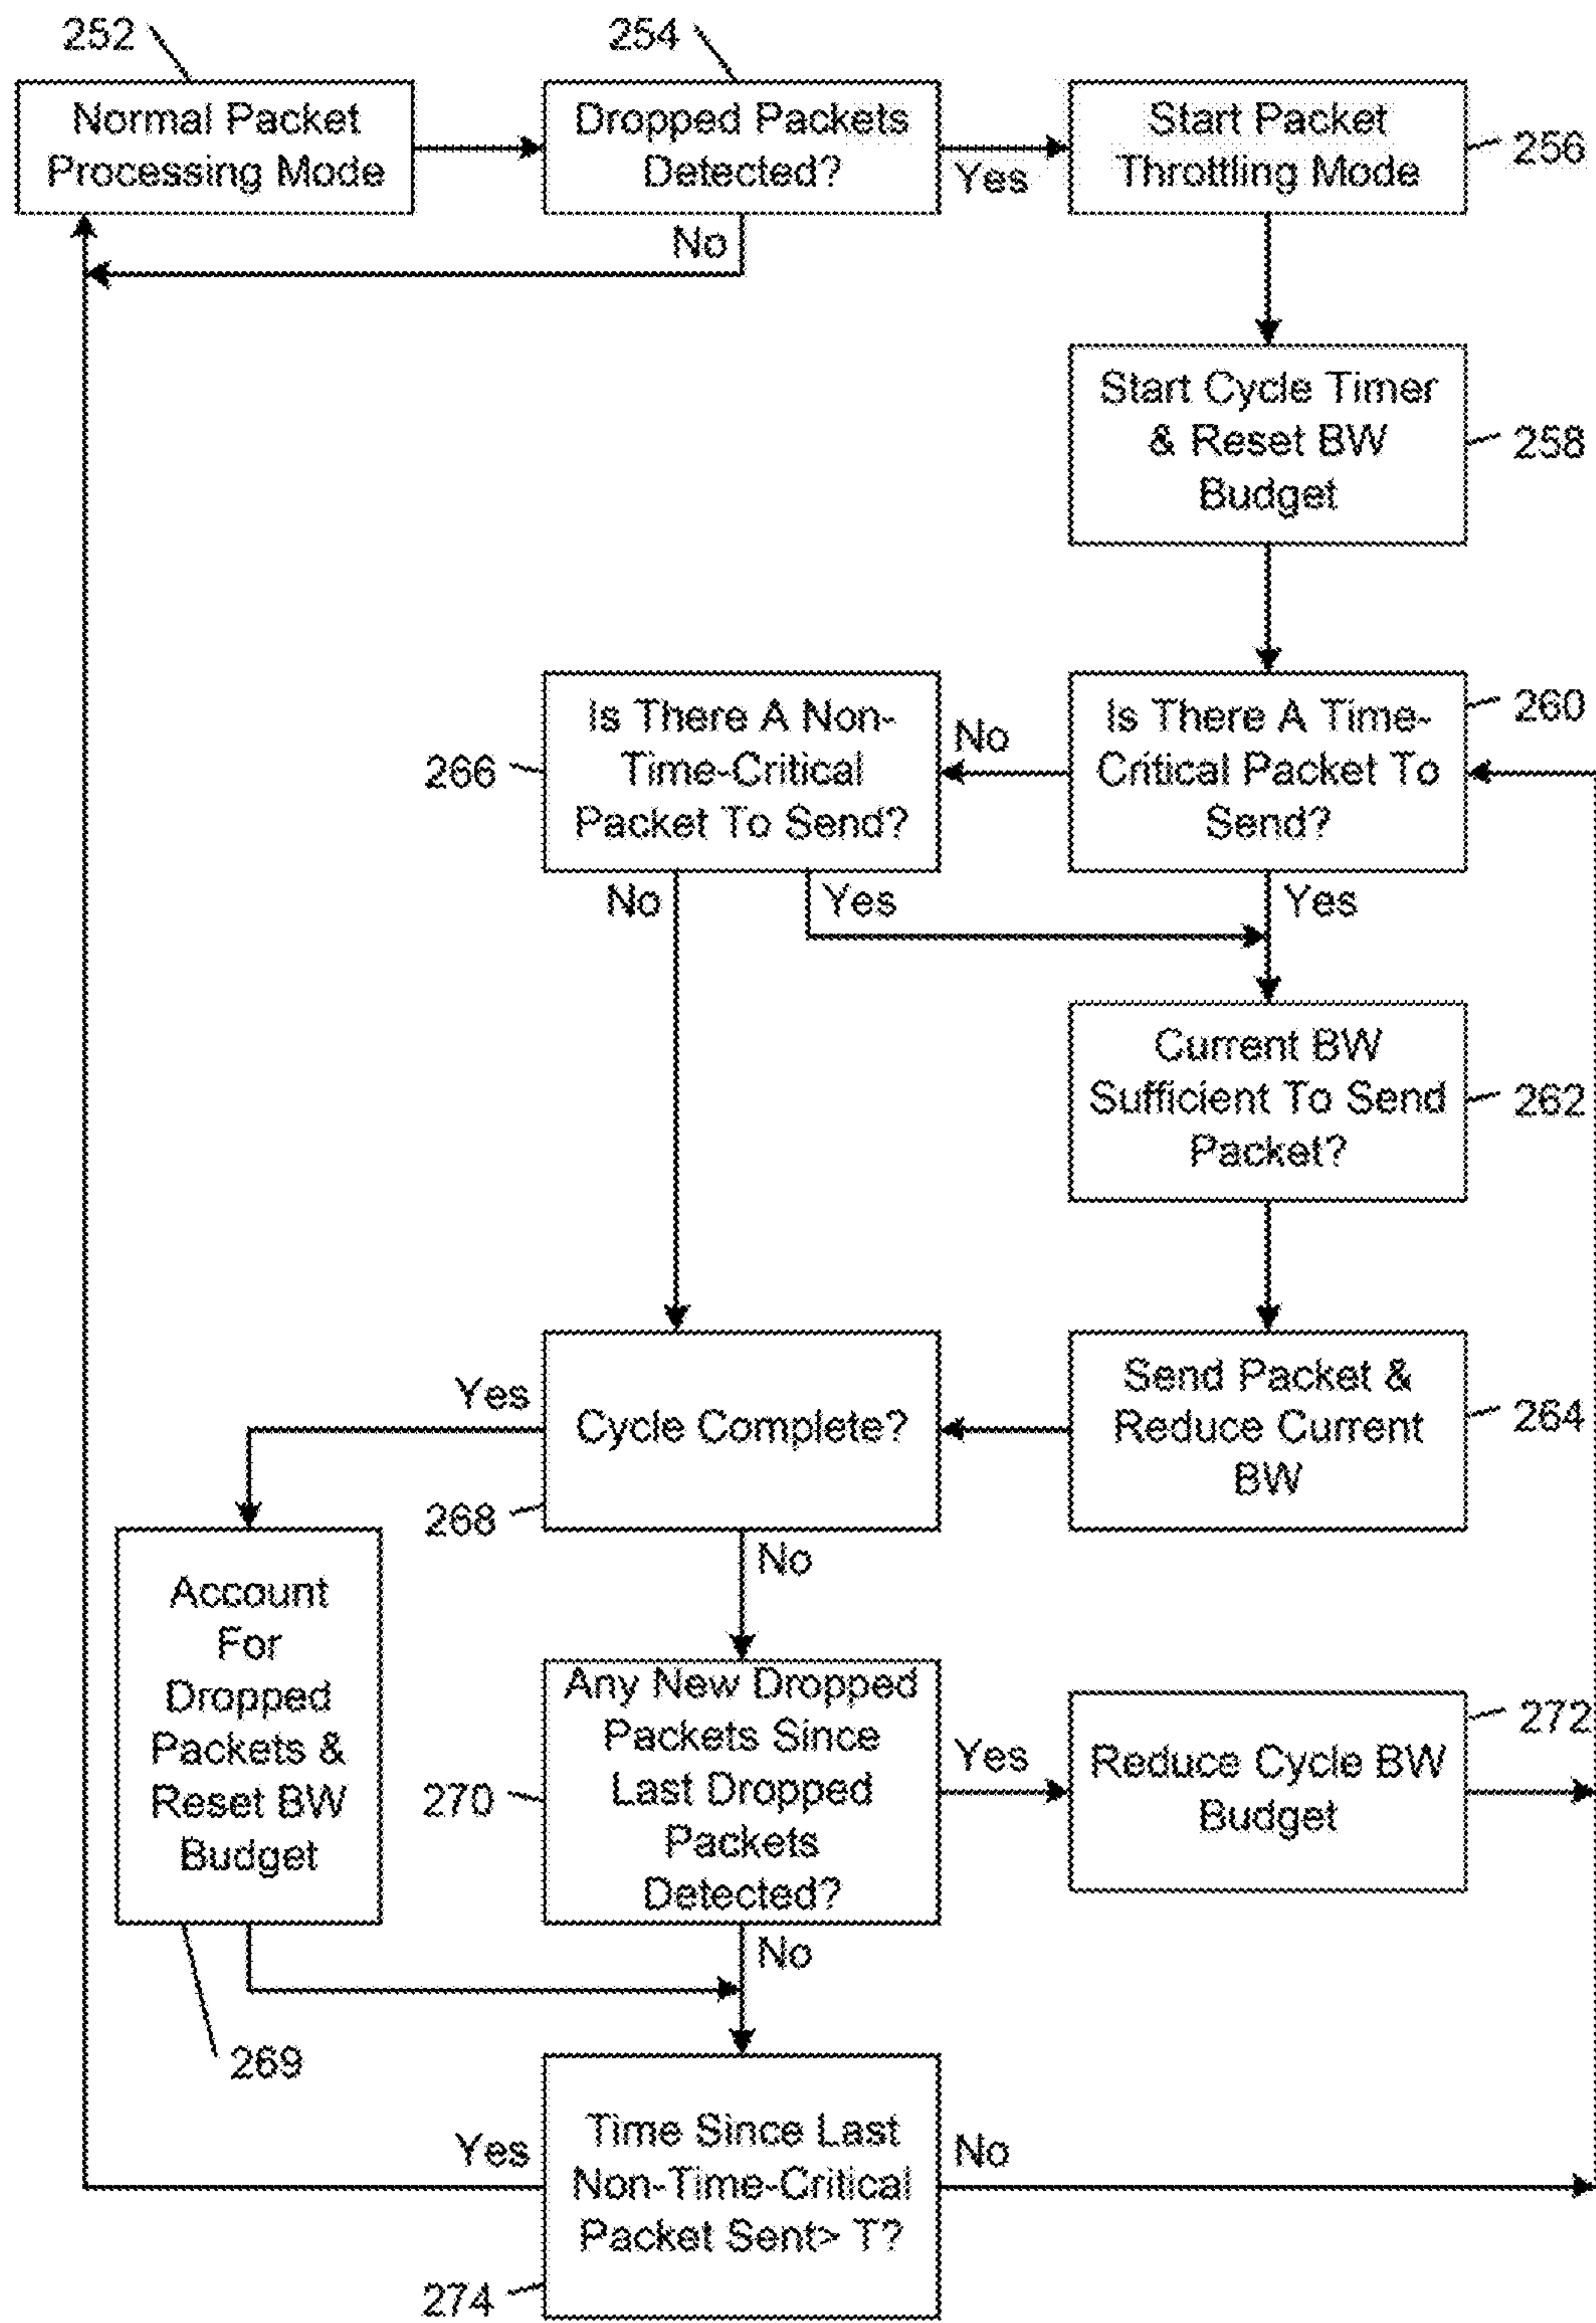 252
254
Normal Packet
Processing Mode
Dropped Packets
Detected?
Yes
Start Packet
Throttling Mode
256
No
Start Cycle Timer
& Reset BW
Budget
258
Is There A Non-
Time-Critical
Packet To Send?
266
No
Is There A Time-
Critical Packet To
Send?
260
No
Yes
Yes
Current BW
Sufficient To Send
Packet?
262
Yes
Cycle Complete?
268
Send Packet &
Reduce Current
BW
264
No
Account
For
Dropped
Packets &
Reset BW
Budget
269
Any New Dropped
Packets Since
Last Dropped
Packets
Detected?
270
Yes
Reduce Cycle BW
Budget
272
No
Yes
Time Since Last
Non-Time-Critical
Packet Sent> T?
No
274